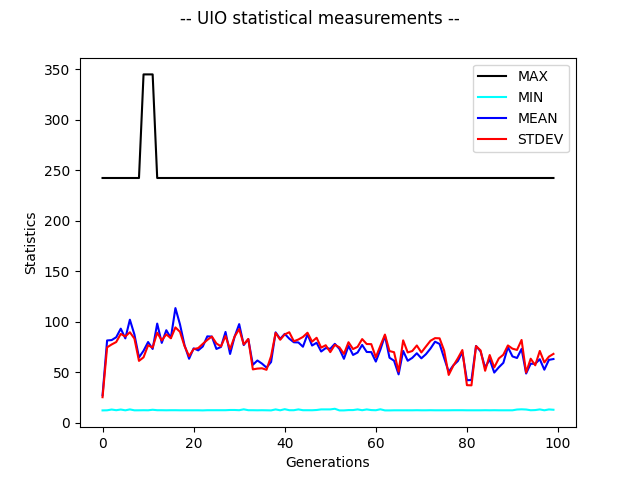 -- UIO statistical measurements --
350
300
250
200
150
100
50
0
Statistics
MAX
MIN
MEAN
STDEV
0
20
40
60
80
100
Generations